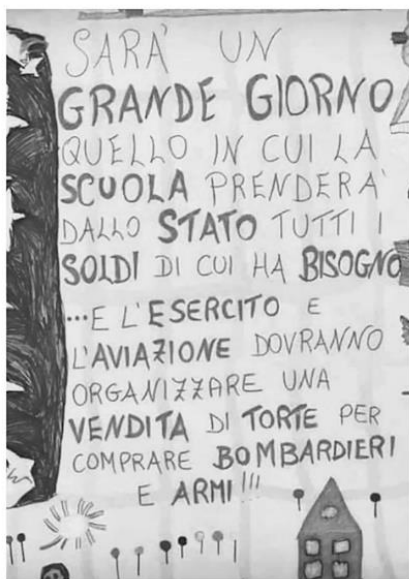 SARÀ UN
GRANDE GIORNO
QUELLO IN CUI LA
SCUOLA PRENDERA'
DALLO STATO TUTTI I
SOLDI DI CUI HA BISOGNO
...E L'ESERCITO E
L'AVIAZIONE DOVRANNO
ORGANIZZARE UNA
VENDITA DI TORTE PER
COMPRARE BOMBARDIERI
E ARMI!!!